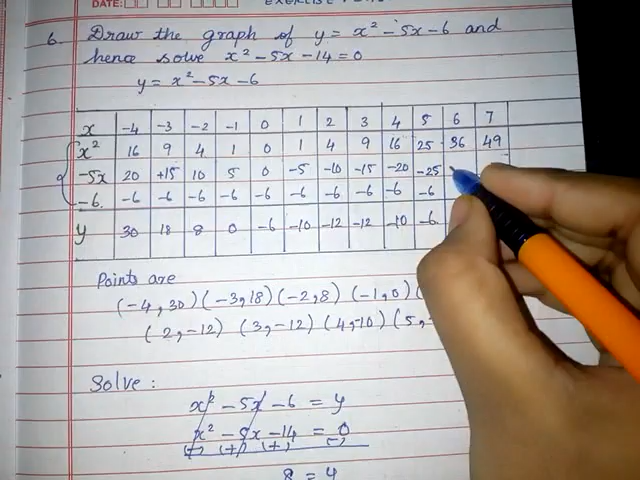 DATE:
6. Draw the graph of y = x² - 5x - 6 and
hence solve x² - 5x - 14 = 0
y = x² - 5x - 6
x -4 -3 -2 -1 0 1 2 3 4 5 6 7
x² 16 9 4 1 0 1 4 9 16 25 36 49
-5x 20 +15 10 5 0 -5 -10 -15 -20 -25
-6 -6 -6 -6 -6 -6 -6 -6 -6 -6 -6
y 30 18 8 0 -6 -10 -12 -12 -10 -6
Points are
(-4, 30) (-3, 18) (-2, 8) (-1, 0) (
(2, -12) (3, -12) (4, -10) (5, -
Solve :
x² - 5x - 6 = y
x² - 5x - 14 = 0
(-) (+) (+) (-)
8 = y